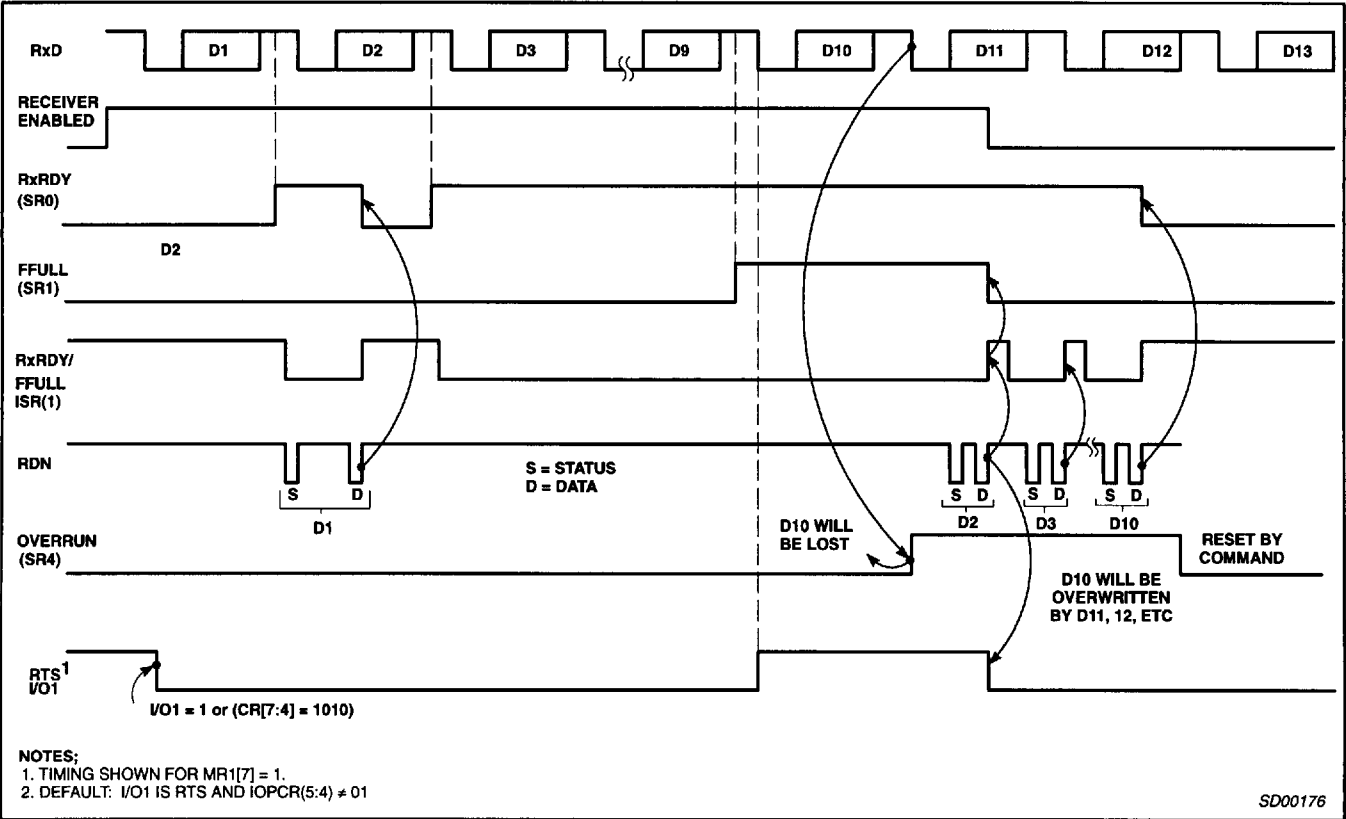 RxD
D1
D2
D3
D9
D10
D11
D12
D13
RECEIVER
ENABLED
RxRDY
(SR0)
D2
FFULL
(SR1)
RxRDY/
FFULL
ISR(1)
RDN
S
D
D1
S = STATUS
D = DATA
S
D
D2
S
D
D3
S
D
D10
OVERRUN
(SR4)
D10 WILL
BE LOST
RESET BY
COMMAND
D10 WILL BE
OVERWRITTEN
BY D11, 12, ETC
RTS1
I/O1
I/O1 = 1 or (CR[7:4] = 1010)
NOTES;
1. TIMING SHOWN FOR MR1[7] = 1.
2. DEFAULT: I/O1 IS RTS AND IOPCR(5:4) ≠ 01
SD00176